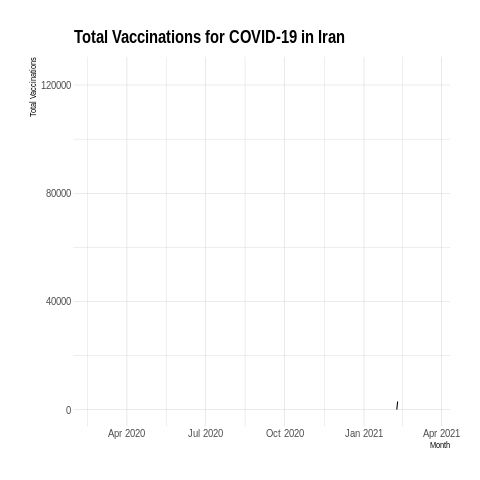 Total Vaccinations for COVID-19 in Iran
Total Vaccinations
120000
80000
40000
0
Apr 2020 Jul 2020 Oct 2020 Jan 2021 Apr 2021
Month